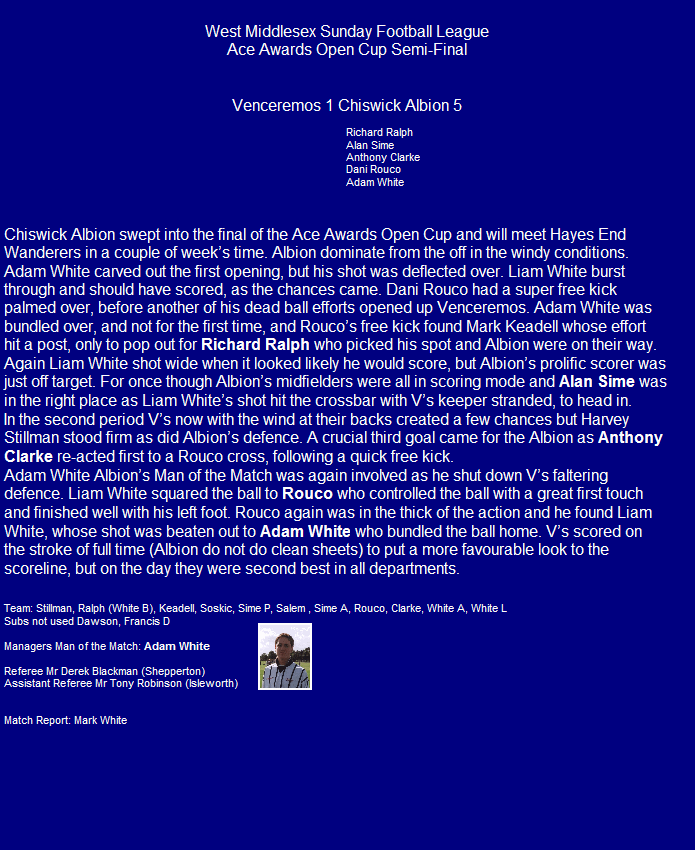 West Middlesex Sunday Football League
Ace Awards Open Cup Semi-Final
Venceremos 1 Chiswick Albion 5
Richard Ralph
Alan Sime
Anthony Clarke
Dani Rouco
Adam White
Chiswick Albion swept into the final of the Ace Awards Open Cup and will meet Hayes End
Wanderers in a couple of week’s time. Albion dominate from the off in the windy conditions.
Adam White carved out the first opening, but his shot was deflected over. Liam White burst
through and should have scored, as the chances came. Dani Rouco had a super free kick
palmed over, before another of his dead ball efforts opened up Venceremos. Adam White was
bundled over, and not for the first time, and Rouco’s free kick found Mark Keadell whose effort
hit a post, only to pop out for Richard Ralph who picked his spot and Albion were on their way.
Again Liam White shot wide when it looked likely he would score, but Albion’s prolific scorer was
just off target. For once though Albion’s midfielders were all in scoring mode and Alan Sime was
in the right place as Liam White’s shot hit the crossbar with V’s keeper stranded, to head in.
In the second period V’s now with the wind at their backs created a few chances but Harvey
Stillman stood firm as did Albion’s defence. A crucial third goal came for the Albion as Anthony
Clarke re-acted first to a Rouco cross, following a quick free kick.
Adam White Albion’s Man of the Match was again involved as he shut down V’s faltering
defence. Liam White squared the ball to Rouco who controlled the ball with a great first touch
and finished well with his left foot. Rouco again was in the thick of the action and he found Liam
White, whose shot was beaten out to Adam White who bundled the ball home. V’s scored on
the stroke of full time (Albion do not do clean sheets) to put a more favourable look to the
scoreline, but on the day they were second best in all departments.
Team: Stillman, Ralph (White B), Keadell, Soskic, Sime P, Salem , Sime A, Rouco, Clarke, White A, White L
Subs not used Dawson, Francis D
Managers Man of the Match: Adam White
Referee Mr Derek Blackman (Shepperton)
Assistant Referee Mr Tony Robinson (Isleworth)
Match Report: Mark White